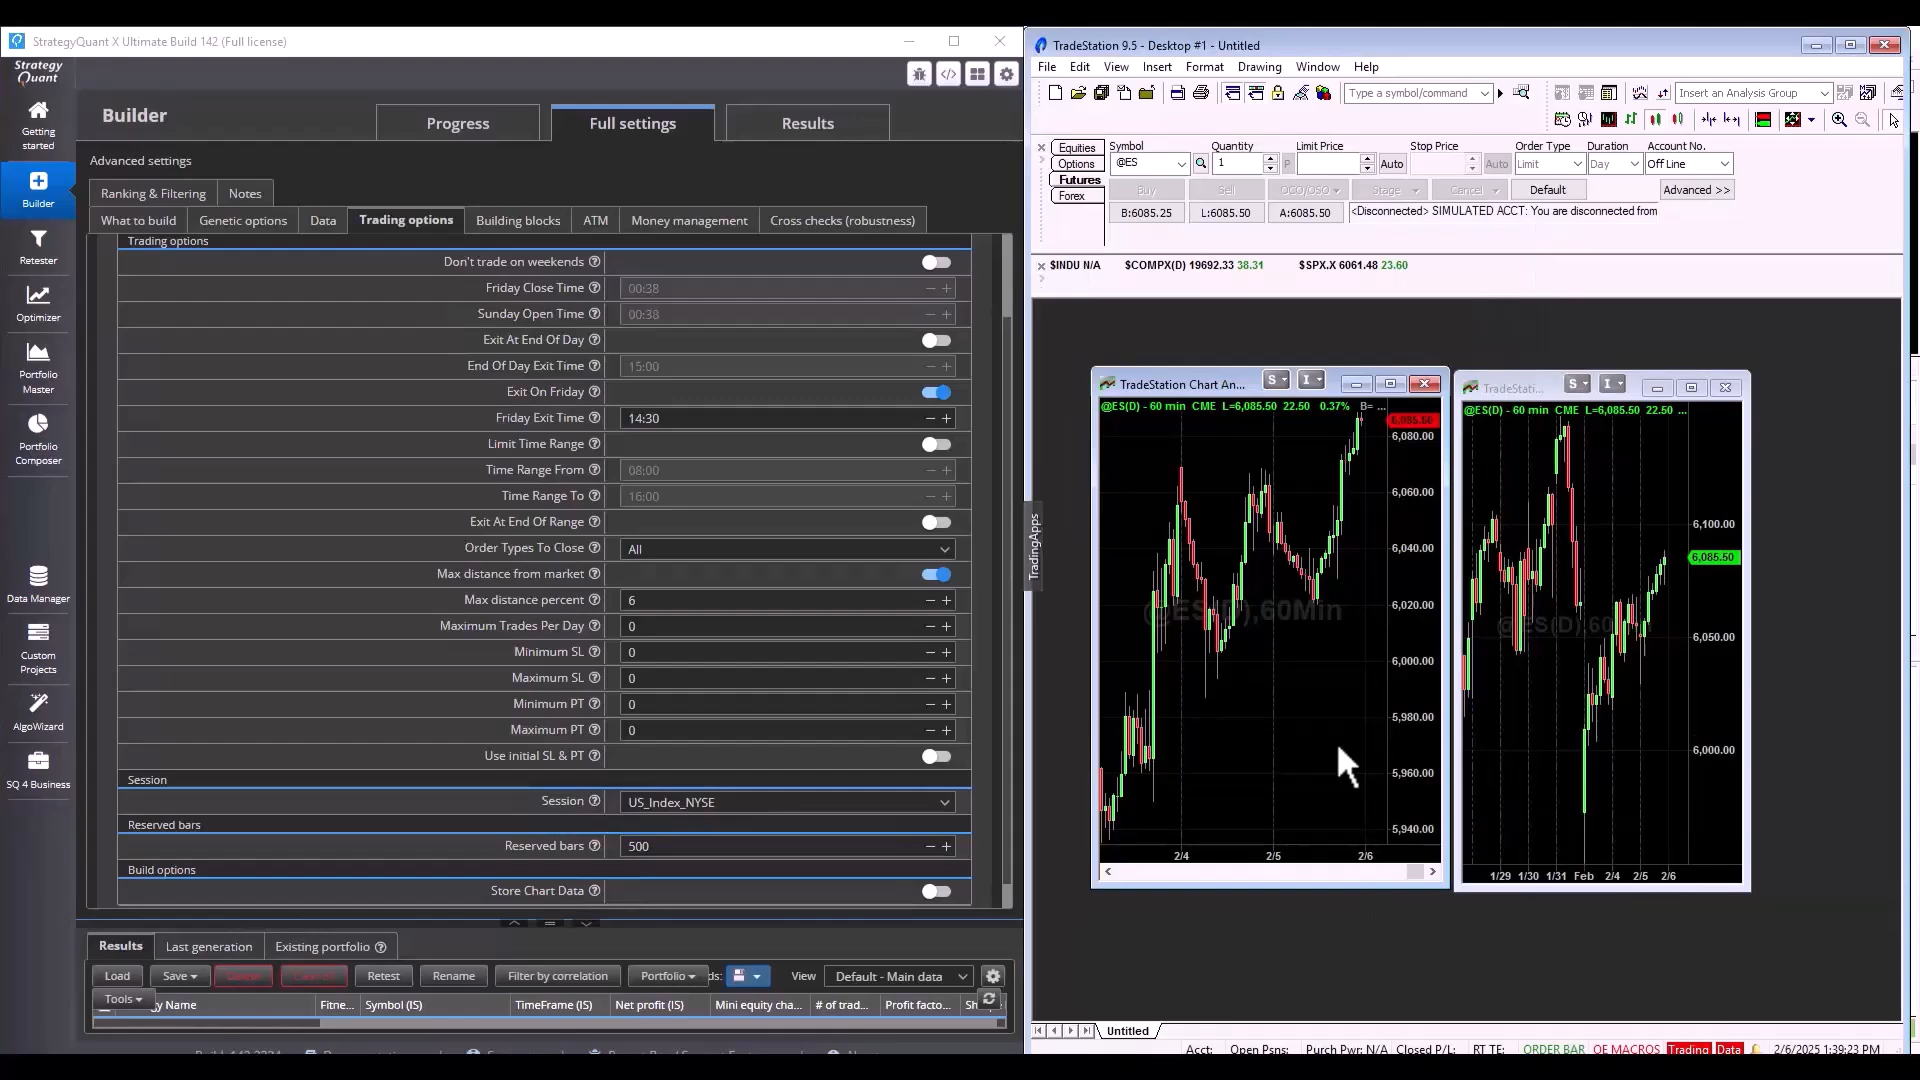 StrategyQuant X Ultimate Build 142 (Full license)
Strategy
Quant
Getting
started
Builder
Retester
Optimizer
Portfolio
Master
Portfolio
Composer
Data Manager
Custom
Projects
AlgoWizard
SQ 4 Business
Builder
Progress
Full settings
Results
Advanced settings
Ranking & Filtering
Notes
What to build
Genetic options
Data
Trading options
Building blocks
ATM
Money management
Cross checks (robustness)
Trading options
Don't trade on weekends
Friday Close Time 00:38
Sunday Open Time 00:38
Exit At End Of Day
End Of Day Exit Time 15:00
Exit On Friday
Friday Exit Time 14:30
Limit Time Range
Time Range From 08:00
Time Range To 16:00
Exit At End Of Range
Order Types To Close All
Max distance from market
Max distance percent 6
Maximum Trades Per Day 0
Minimum SL 0
Maximum SL 0
Minimum PT 0
Maximum PT 0
Use initial SL & PT
Session
Session US_Index_NYSE
Reserved bars
Reserved bars 500
Build options
Store Chart Data
Results
Last generation
Existing portfolio
Load
Save
Retest
Rename
Filter by correlation
Portfolio
ds:
View
Default - Main data
Tools
gy Name
Fitne...
Symbol (IS)
TimeFrame (IS)
Net profit (IS)
Mini equity cha...
# of trad...
Profit facto...
TradeStation 9.5 - Desktop #1 - Untitled
File Edit View Insert Format Drawing Window Help
Type a symbol/command
Insert an Analysis Group
Equities
Options
Futures
Forex
Symbol Quantity Limit Price Stop Price Order Type Duration Account No.
@ES 1 P Auto Auto Limit Day Off Line
Buy Sell OCO/OSO Stage Cancel Default Advanced >>
B:6085.25 L:6085.50 A:6085.50 <Disconnected> SIMULATED ACCT: You are disconnected from
$INDU N/A $COMPX(D) 19692.33 38.31 $SPX.X 6061.48 23.60
TradingApps
TradeStation Chart An...
S I
@ES(D) - 60 min CME L=6,085.50 22.50 0.37% B= ...
6,085.50
6,080.00
6,060.00
6,040.00
6,020.00
6,000.00
5,980.00
5,960.00
5,940.00
@ES(D),60Min
2/4 2/5 2/6
TradeStati...
S I
@ES(D) - 60 min CME L=6,085.50 22.50 ...
6,100.00
6,085.50
6,050.00
6,000.00
1/29 1/30 1/31 Feb 2/4 2/5 2/6
Untitled
Acct: Open Psns: Purch Pwr: N/A Closed P/L: RT TE: ORDER BAR OE MACROS Trading Data 2/6/2025 1:39:23 PM